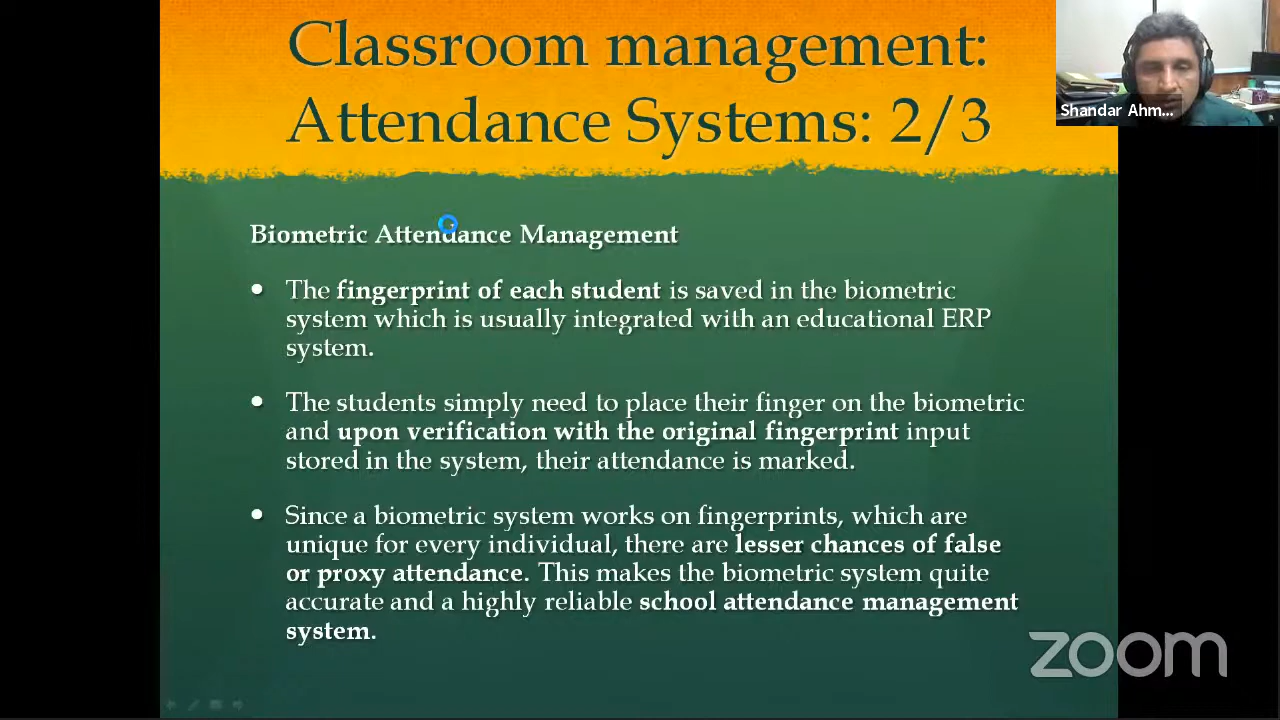 Classroom management:
Attendance Systems: 2/3
Shandar Ahm...
Biometric Attendance Management
• The fingerprint of each student is saved in the biometric
system which is usually integrated with an educational ERP
system.
• The students simply need to place their finger on the biometric
and upon verification with the original fingerprint input
stored in the system, their attendance is marked.
• Since a biometric system works on fingerprints, which are
unique for every individual, there are lesser chances of false
or proxy attendance. This makes the biometric system quite
accurate and a highly reliable school attendance management
system.
zoom